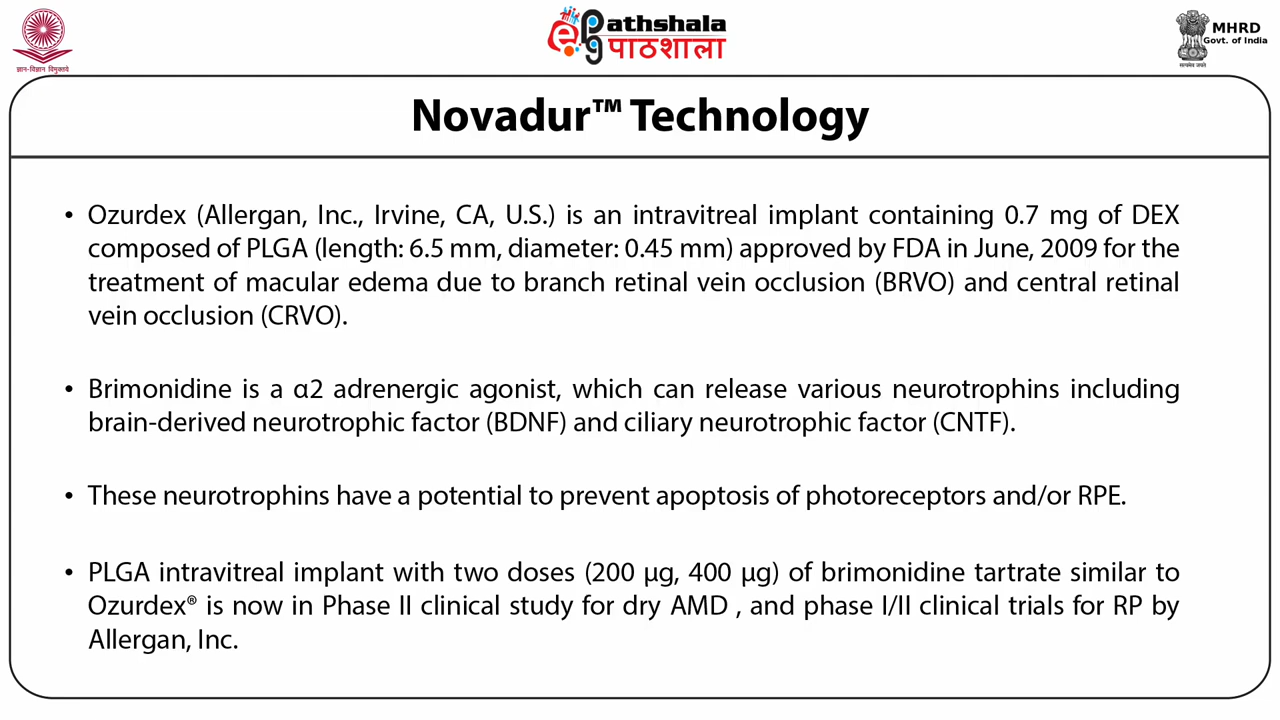 ज्ञान-विज्ञान विमुक्तये
ePG Pathshala
पाठशाला
MHRD
Govt. of India
सत्यमेव जयते
Novadur™ Technology
• Ozurdex (Allergan, Inc., Irvine, CA, U.S.) is an intravitreal implant containing 0.7 mg of DEX
composed of PLGA (length: 6.5 mm, diameter: 0.45 mm) approved by FDA in June, 2009 for the
treatment of macular edema due to branch retinal vein occlusion (BRVO) and central retinal
vein occlusion (CRVO).
• Brimonidine is a α2 adrenergic agonist, which can release various neurotrophins including
brain-derived neurotrophic factor (BDNF) and ciliary neurotrophic factor (CNTF).
• These neurotrophins have a potential to prevent apoptosis of photoreceptors and/or RPE.
• PLGA intravitreal implant with two doses (200 µg, 400 µg) of brimonidine tartrate similar to
Ozurdex® is now in Phase II clinical study for dry AMD , and phase I/II clinical trials for RP by
Allergan, Inc.